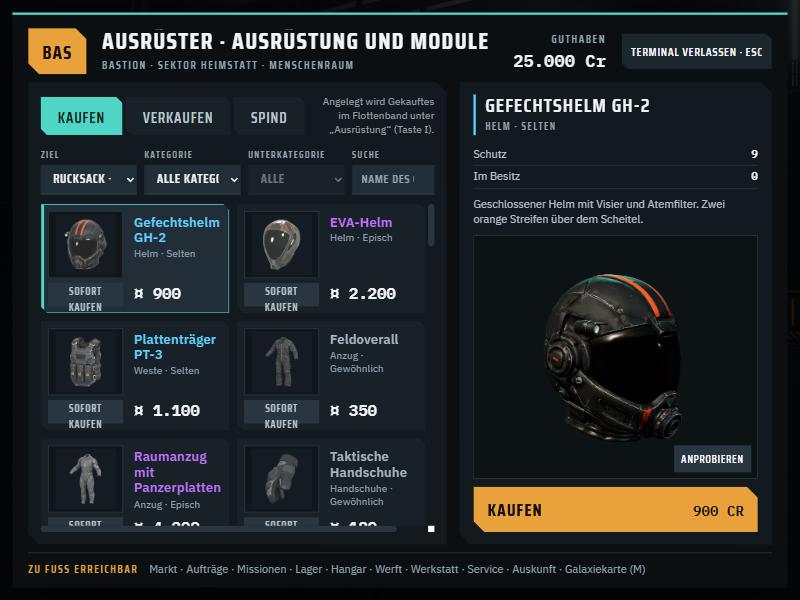 BAS
AUSRÜSTER · AUSRÜSTUNG UND MODULE
BASTION · SEKTOR HEIMSTATT · MENSCHENRAUM
GUTHABEN
25.000 Cr
TERMINAL VERLASSEN · ESC
KAUFEN
VERKAUFEN
SPIND
Angelegt wird Gekauftes
im Flottenband unter
„Ausrüstung“ (Taste I).
ZIEL
KATEGORIE
UNTERKATEGORIE
SUCHE
RUCKSACK ·
ALLE KATEG
ALLE
NAME DES
Gefechtshelm
GH-2
Helm · Selten
SOFORT
KAUFEN
¤ 900
EVA-Helm
Helm · Episch
SOFORT
KAUFEN
¤ 2.200
Plattenträger
PT-3
Weste · Selten
SOFORT
KAUFEN
¤ 1.100
Feldoverall
Anzug ·
Gewöhnlich
SOFORT
KAUFEN
¤ 350
Raumanzug
mit
Panzerplatten
Anzug · Episch
SOFORT
Taktische
Handschuhe
Handschuhe ·
Gewöhnlich
SOFORT
GEFECHTSHELM GH-2
HELM · SELTEN
Schutz 9
Im Besitz 0
Geschlossener Helm mit Visier und Atemfilter. Zwei
orange Streifen über dem Scheitel.
ANPROBIEREN
KAUFEN 900 CR
ZU FUSS ERREICHBAR Markt · Aufträge · Missionen · Lager · Hangar · Werft · Werkstatt · Service · Auskunft · Galaxiekarte (M)